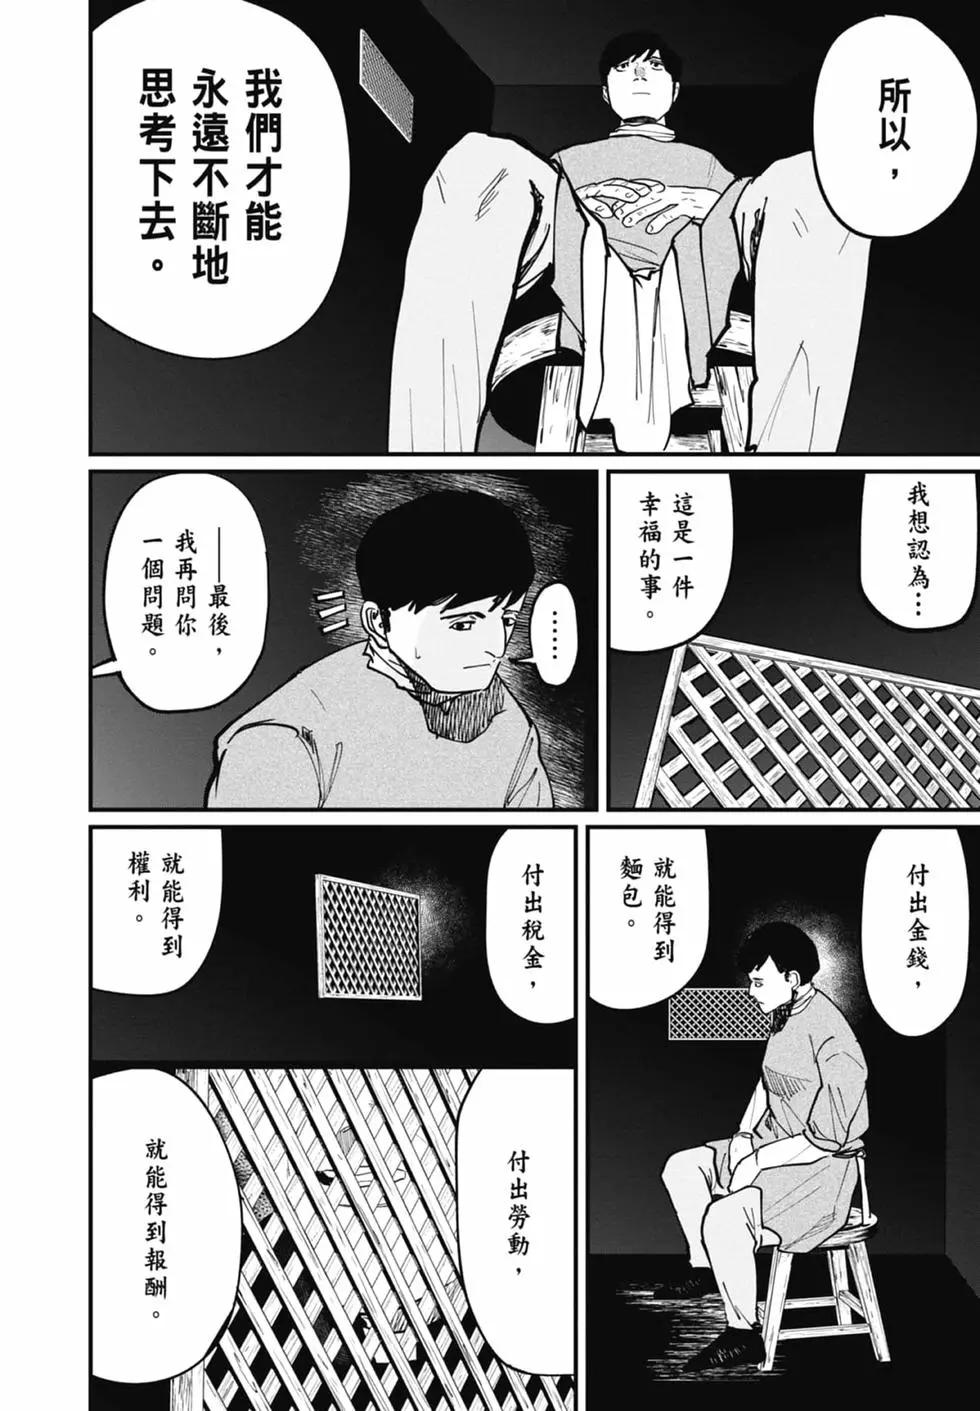 所以，
我們才能
永遠不斷地
思考下去。
我想認為…
這是一件
幸福的事。
……
——最後，
我再問你
一個問題。
付出金錢，
就能得到
麵包。
付出稅金，
就能得到
權利。
付出勞動，
就能得到報酬。